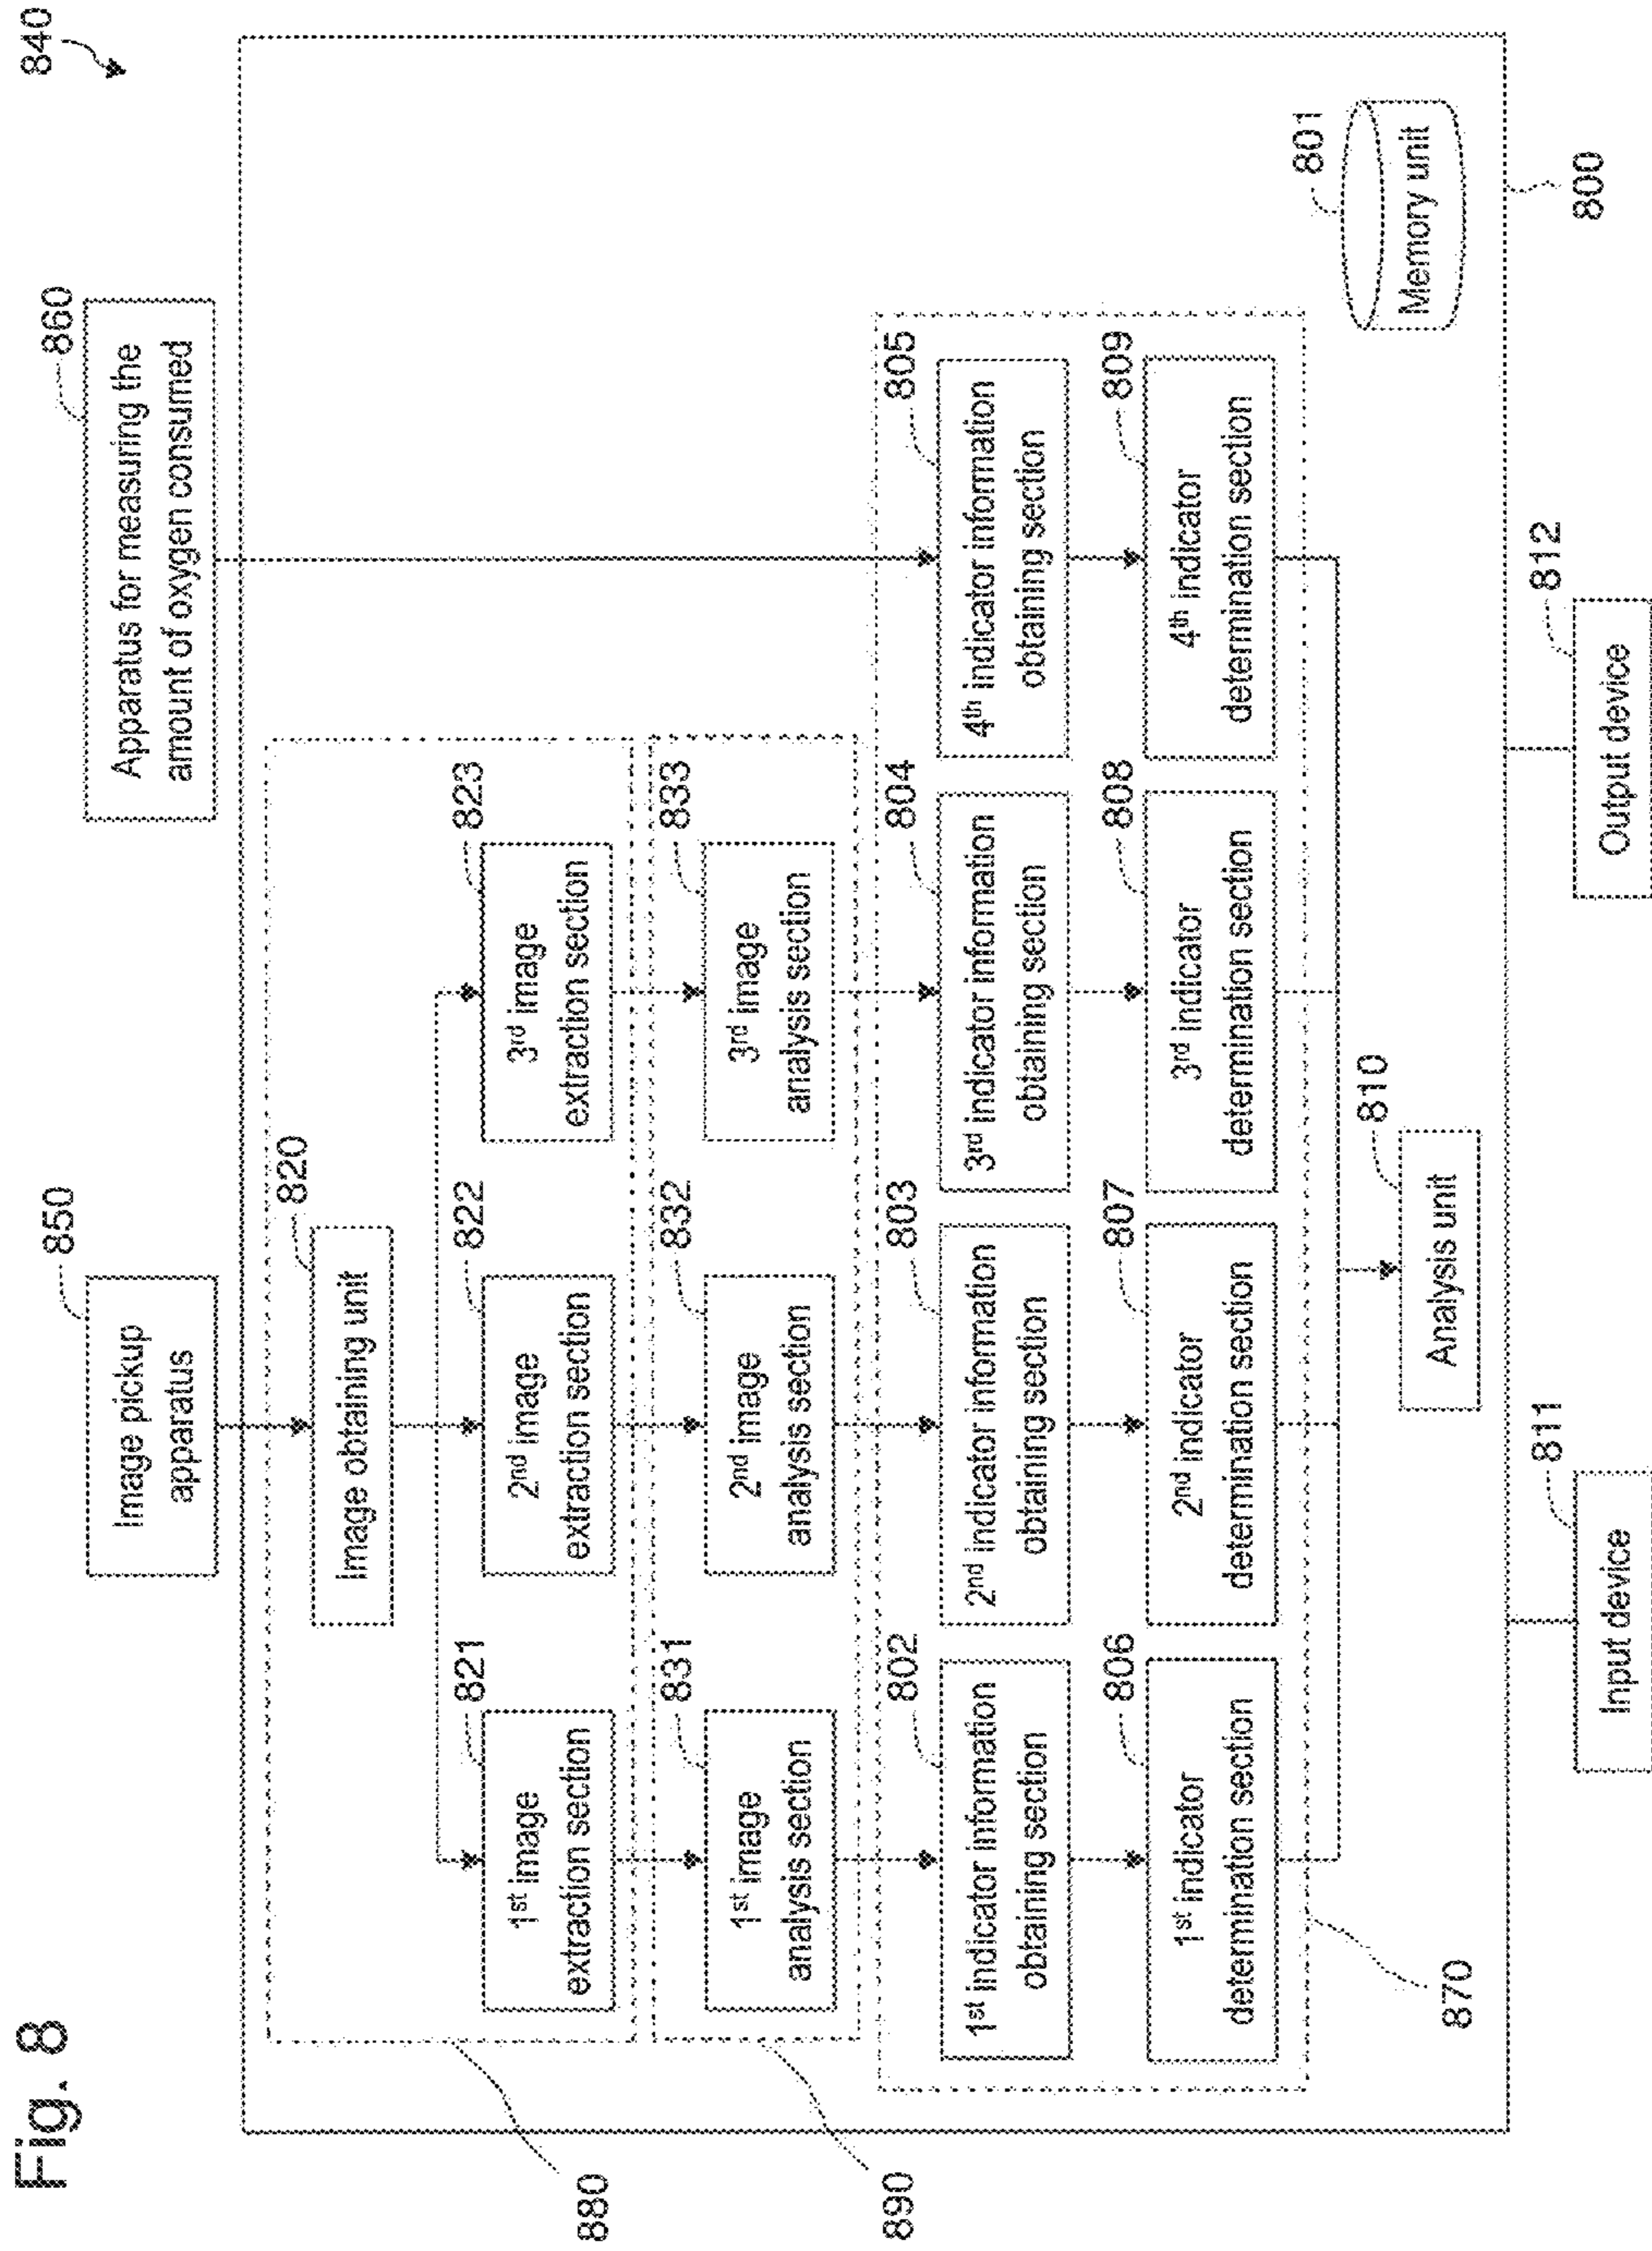 Fig. 8
840
850
Image pickup
apparatus
860
Apparatus for measuring the
amount of oxygen consumed
820
Image obtaining unit
821
1st image
extraction section
822
2nd image
extraction section
823
3rd image
extraction section
880
831
1st image
analysis section
832
2nd image
analysis section
833
3rd image
analysis section
890
802
1st indicator information
obtaining section
803
2nd indicator information
obtaining section
804
3rd indicator information
obtaining section
805
4th indicator information
obtaining section
806
1st indicator
determination section
807
2nd indicator
determination section
808
3rd indicator
determination section
809
4th indicator
determination section
801
Memory unit
870
810
Analysis unit
800
811
Input device
812
Output device